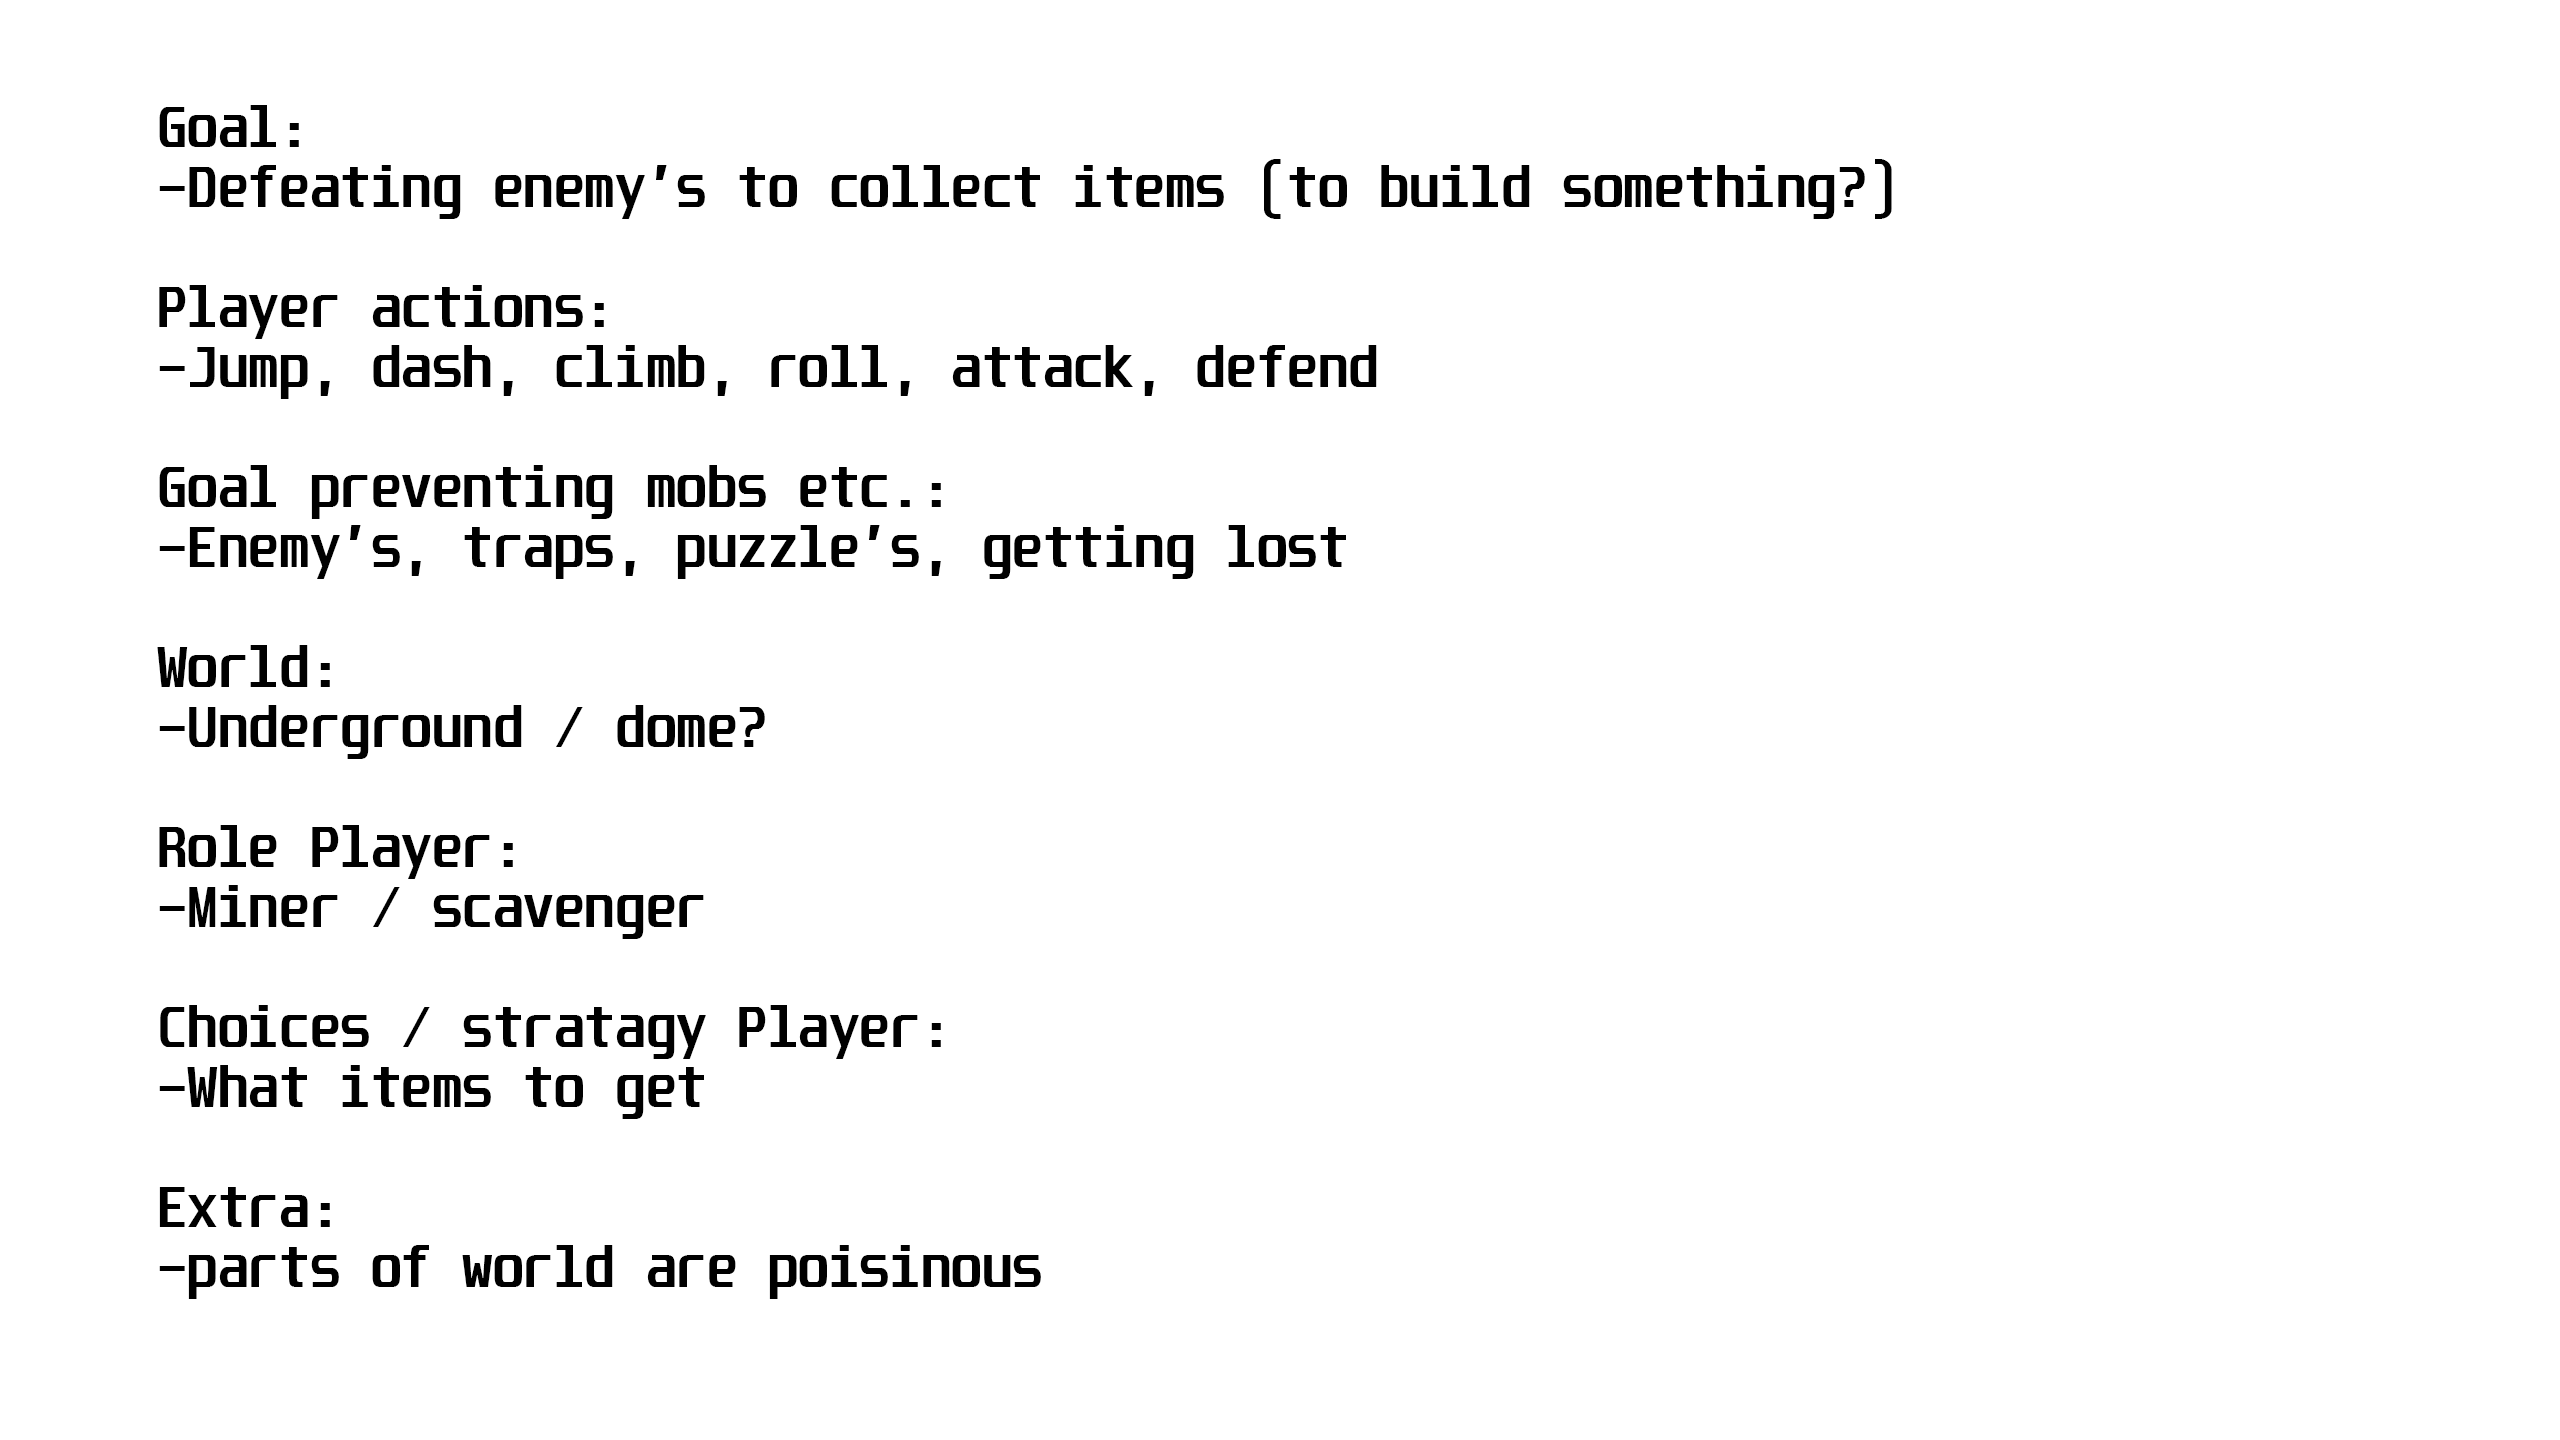 Goal:
-Defeating enemy's to collect items (to build something?)
Player actions:
-Jump, dash, climb, roll, attack, defend
Goal preventing mobs etc.:
-Enemy's, traps, puzzle's, getting lost
World:
-Underground / dome?
Role Player:
-Miner / scavenger
Choices / stratagy Player:
-What items to get
Extra:
-parts of world are poisinous